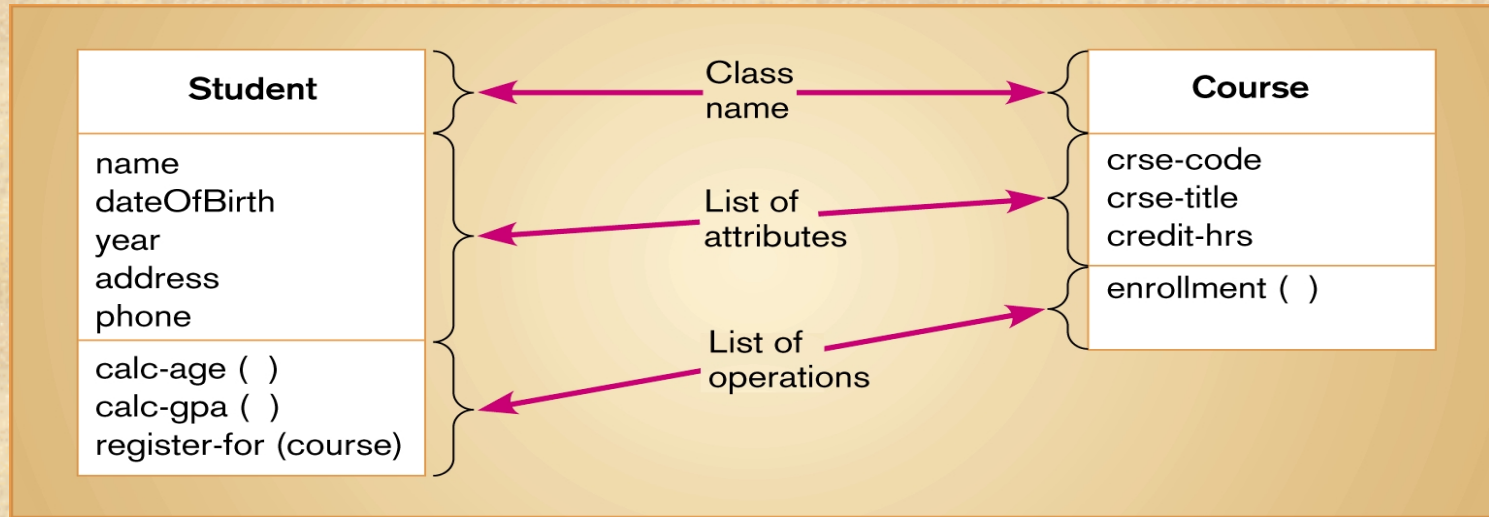 Student
name
dateOfBirth
year
address
phone
calc-age ( )
calc-gpa ( )
register-for (course)
Class
name
List of
attributes
List of
operations
Course
crse-code
crse-title
credit-hrs
enrollment ( )